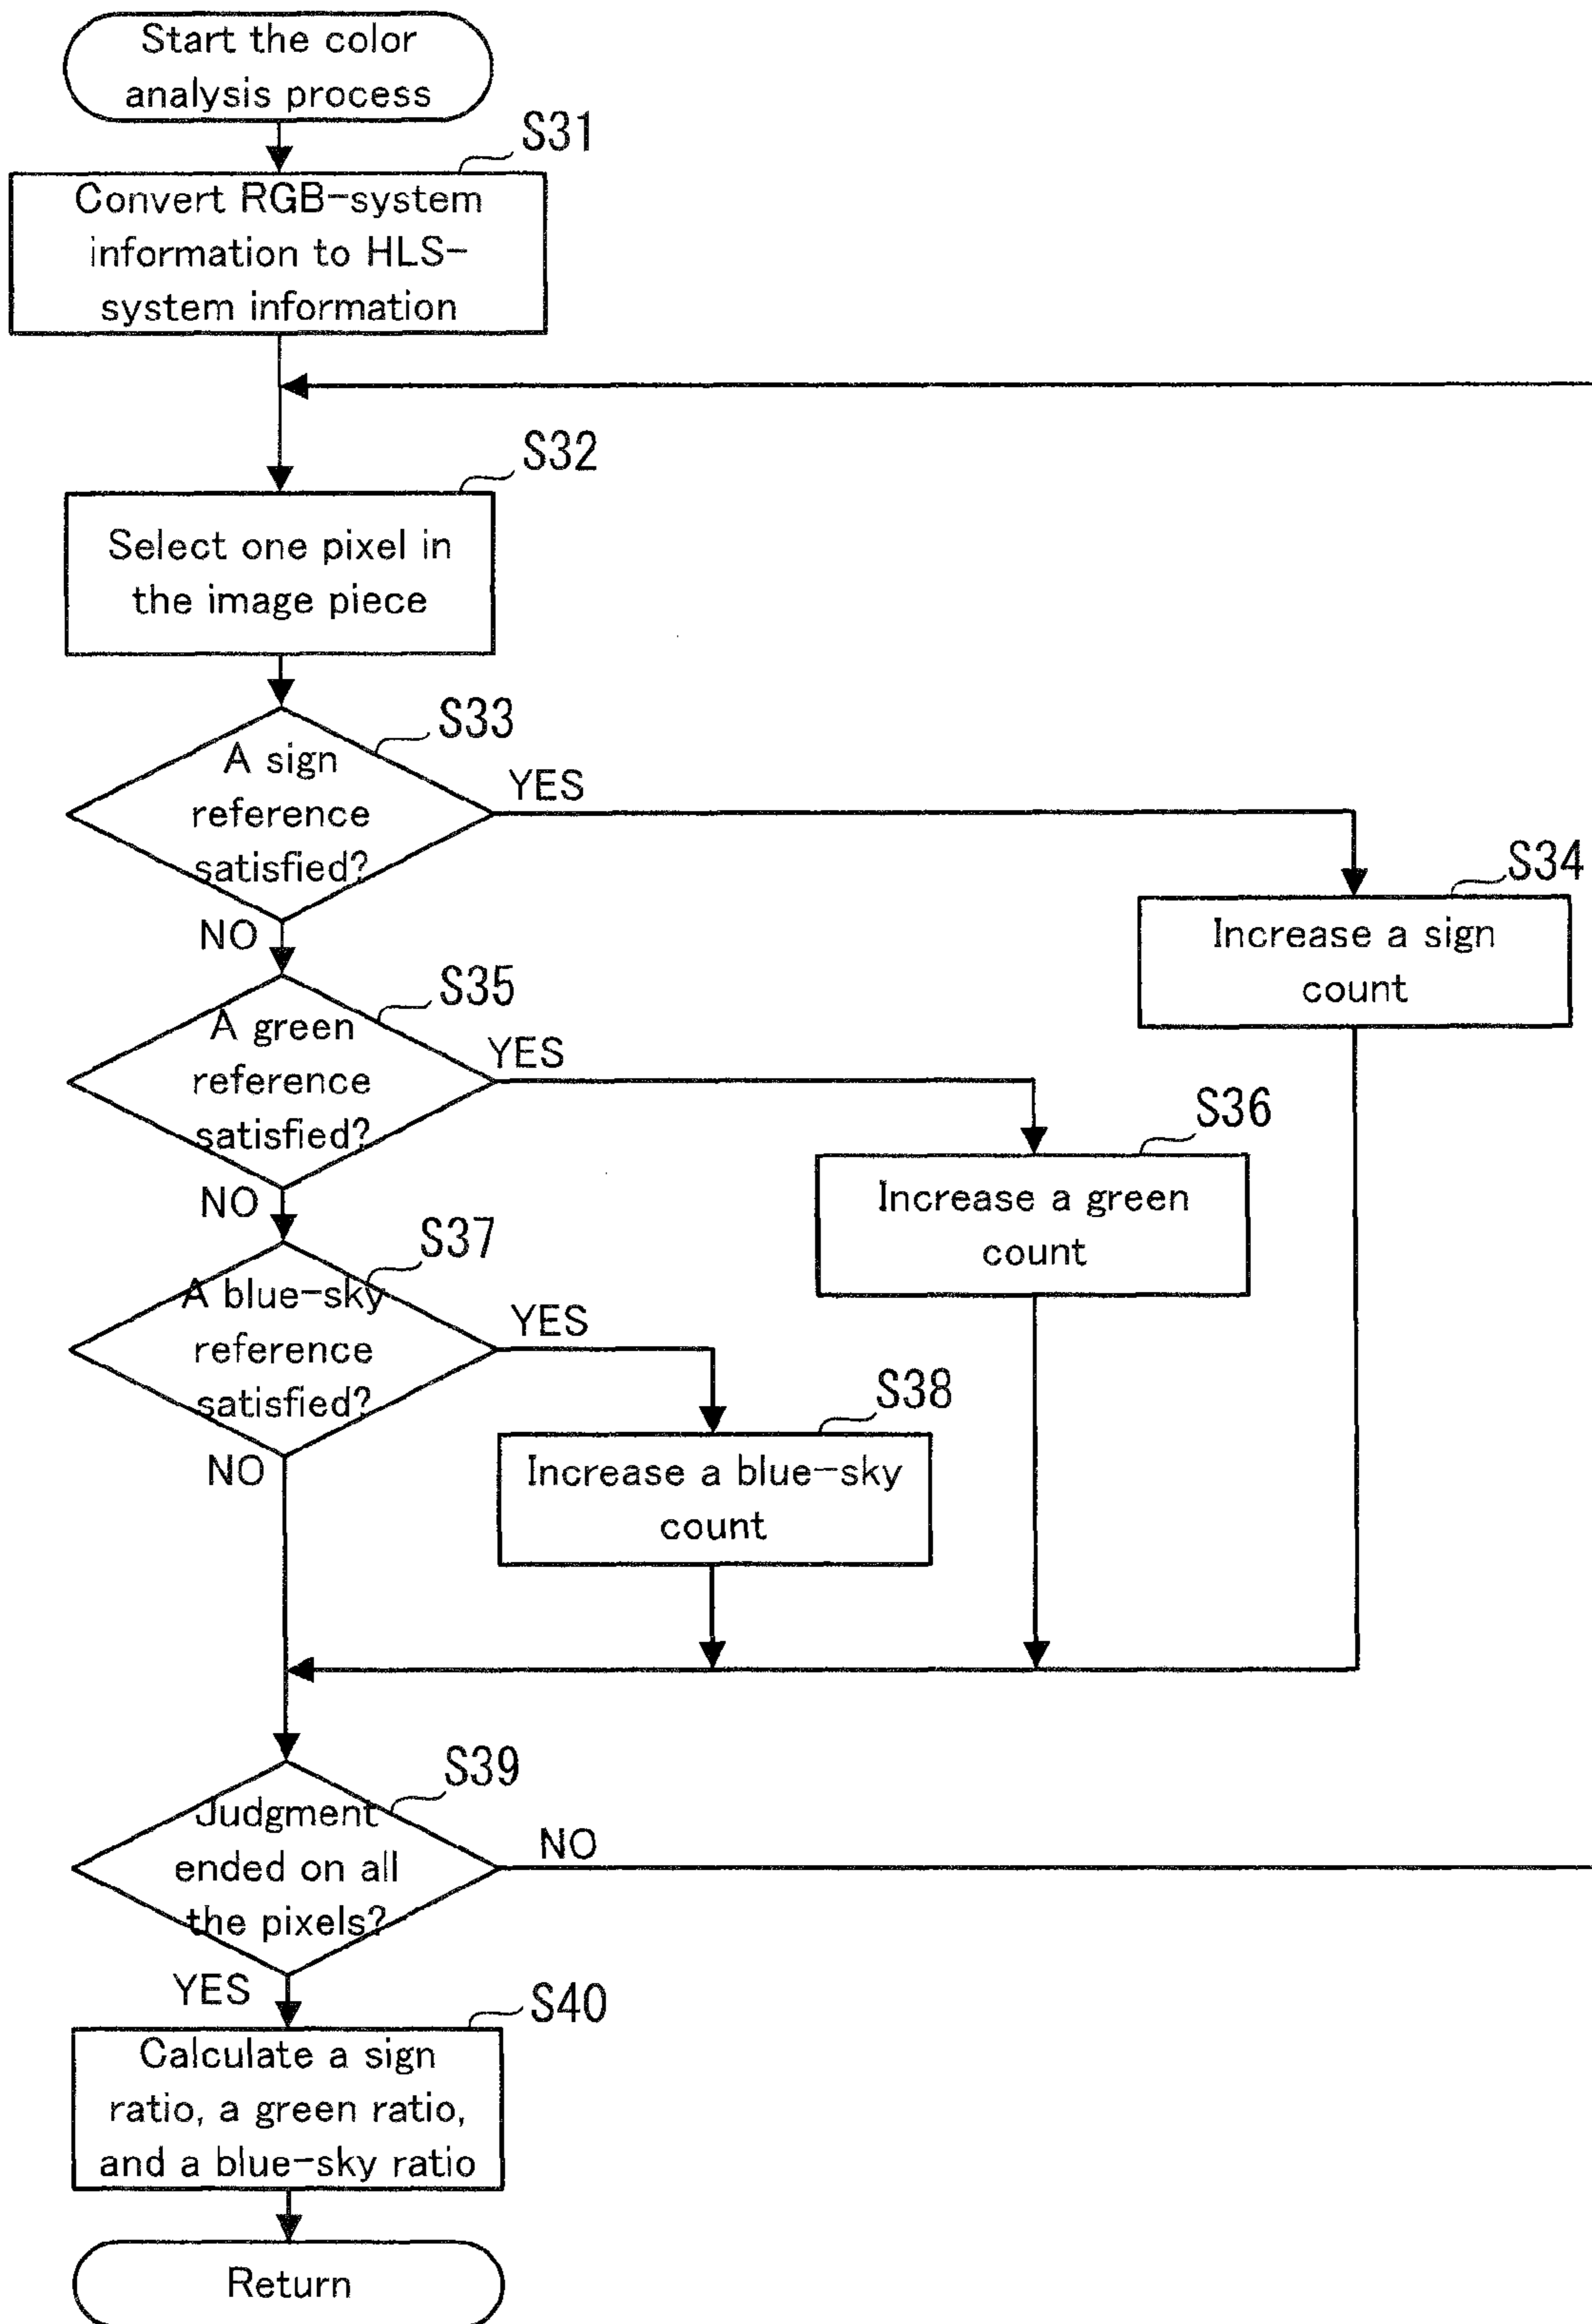 Start the color
analysis process
S31
Convert RGB-system
information to HLS-
system information
S32
Select one pixel in
the image piece
S33
A sign
reference
satisfied?
YES
NO
S34
Increase a sign
count
S35
A green
reference
satisfied?
YES
NO
S36
Increase a green
count
S37
A blue-sky
reference
satisfied?
YES
NO
S38
Increase a blue-sky
count
S39
Judgment
ended on all
the pixels?
NO
YES
S40
Calculate a sign
ratio, a green ratio,
and a blue-sky ratio
Return